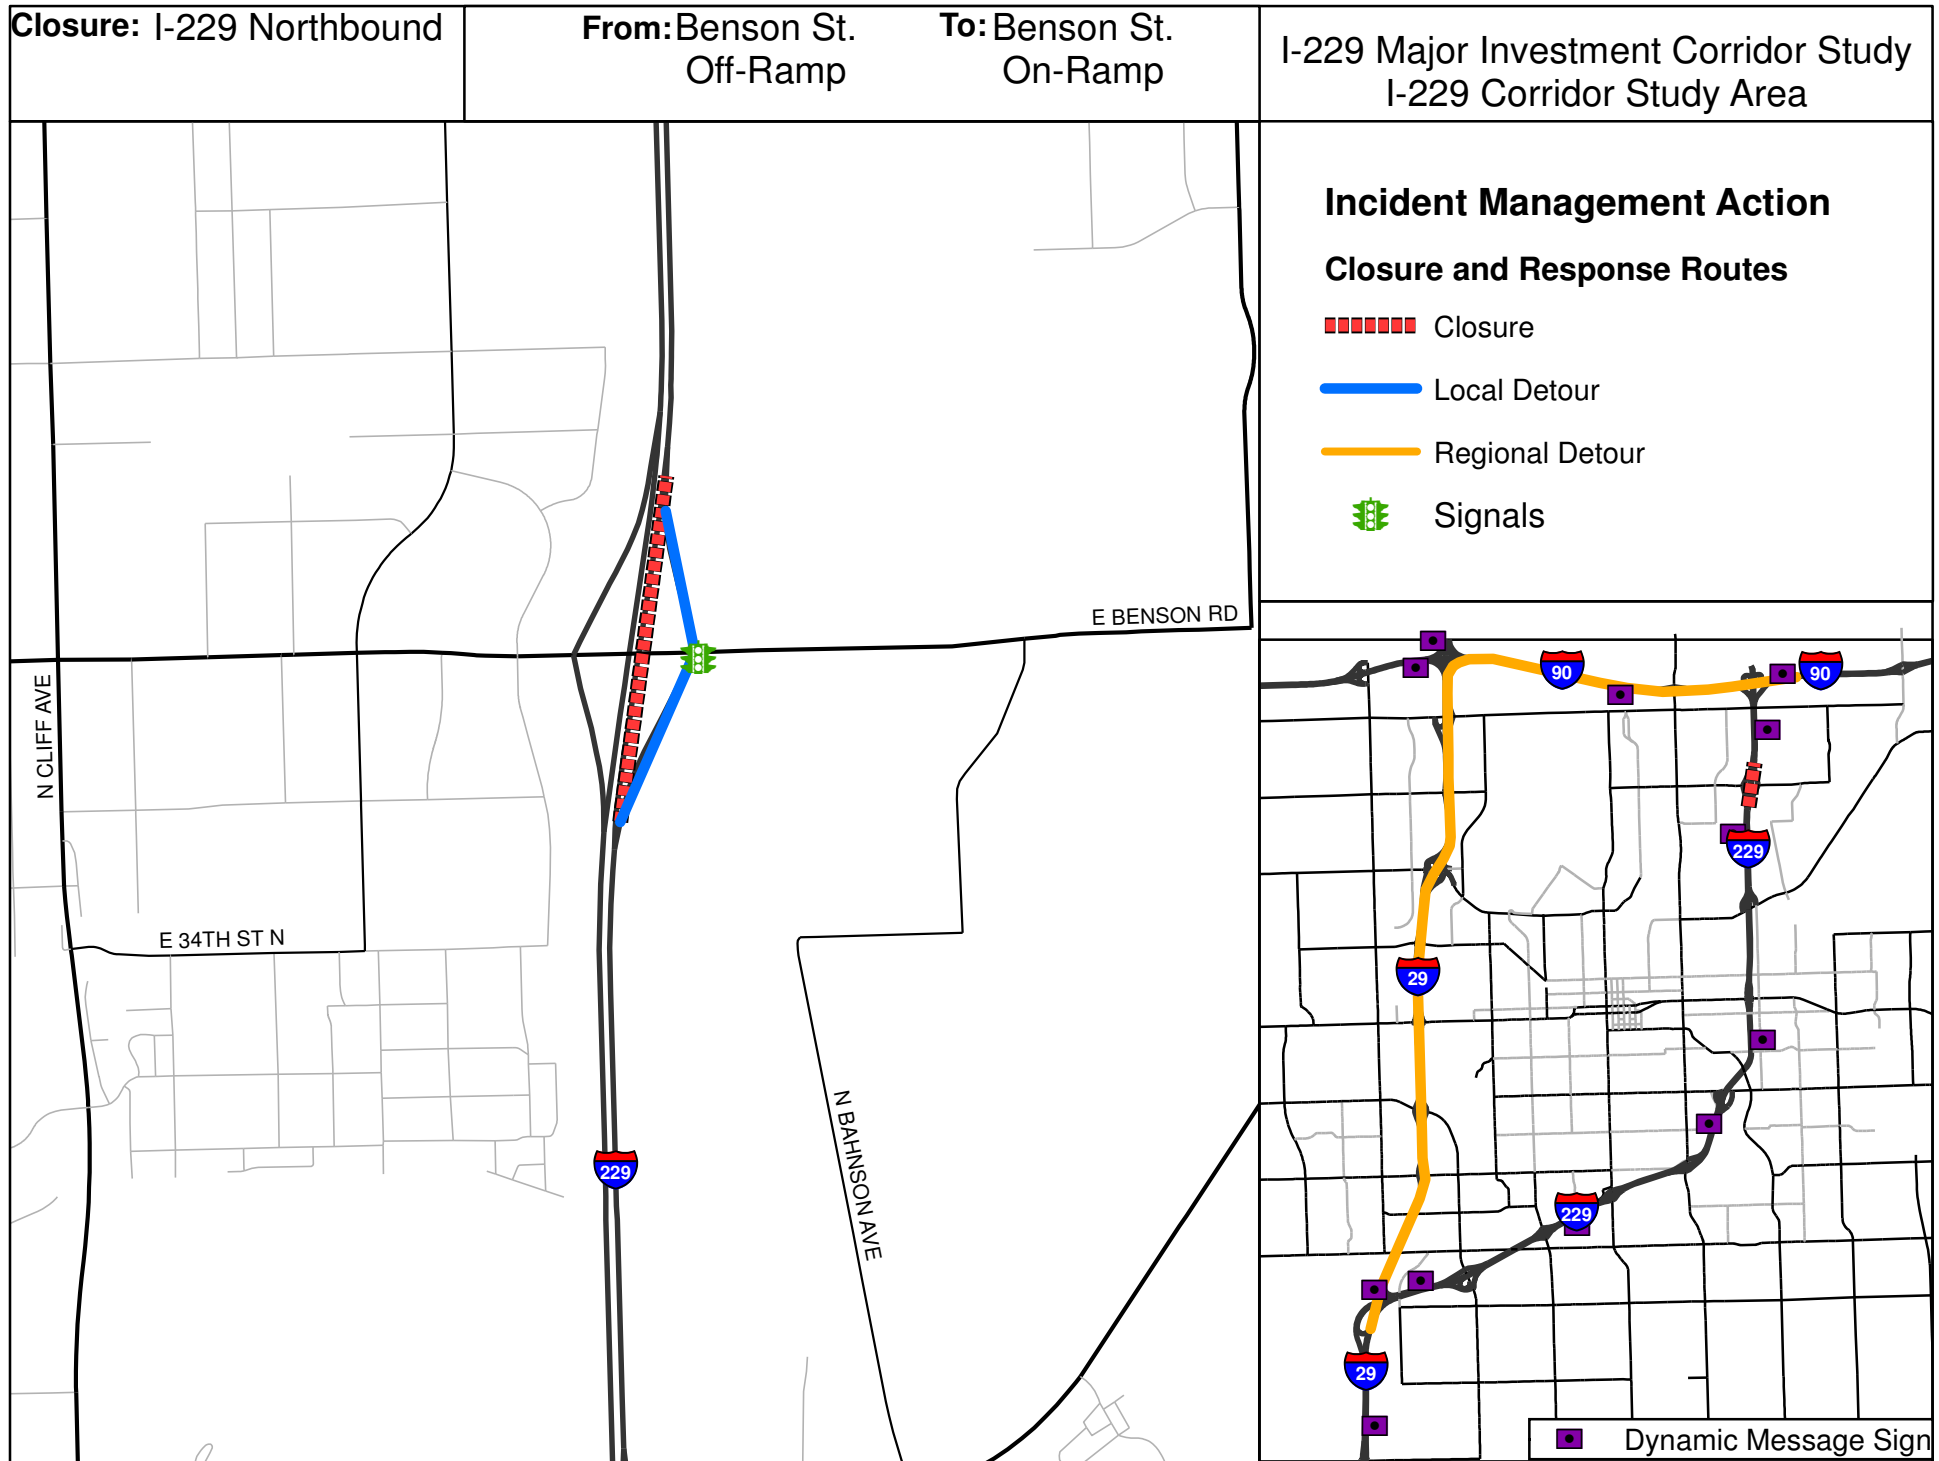 Closure: I-229 Northbound
From: Benson St. Off-Ramp
To: Benson St. On-Ramp
I-229 Major Investment Corridor Study
I-229 Corridor Study Area
Incident Management Action
Closure and Response Routes
Closure
Local Detour
Regional Detour
Signals
E BENSON RD
N CLIFF AVE
E 34TH ST N
N BAHNSON AVE
229
90
90
229
29
229
29
Dynamic Message Sign